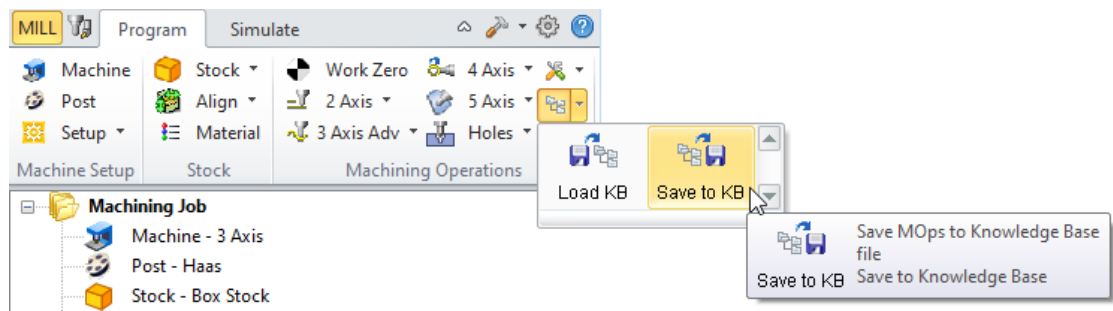 MILL Program Simulate
Machine Stock Work Zero 4 Axis
Post Align 2 Axis 5 Axis
Setup Material 3 Axis Adv Holes
Machine Setup Stock Machining Operations
Load KB Save to KB
Machining Job
Machine - 3 Axis
Post - Haas
Stock - Box Stock
Save MOps to Knowledge Base
file
Save to KB Save to Knowledge Base